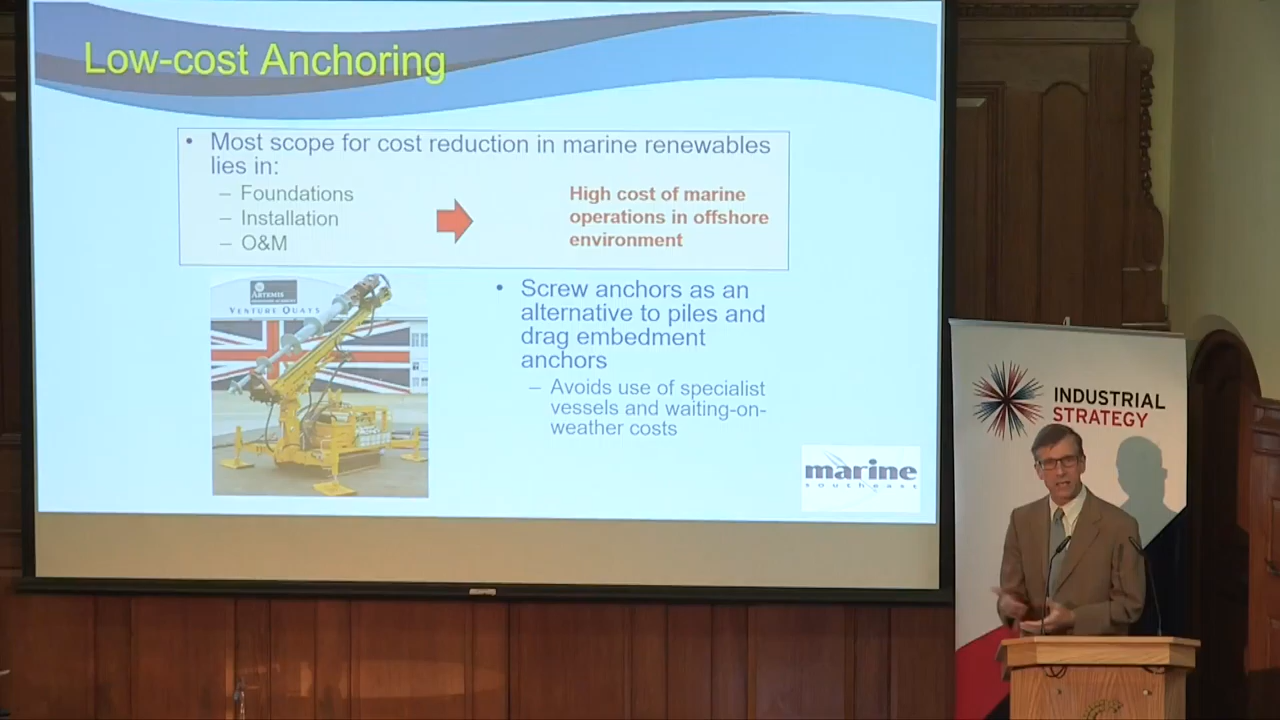 Low-cost Anchoring
• Most scope for cost reduction in marine renewables
lies in:
– Foundations
– Installation
– O&M
High cost of marine
operations in offshore
environment
ARTEMIS
VENTURE QUAYS
• Screw anchors as an
alternative to piles and
drag embedment
anchors
– Avoids use of specialist
vessels and waiting-on-
weather costs
marine
southeast
INDUSTRIAL
STRATEGY